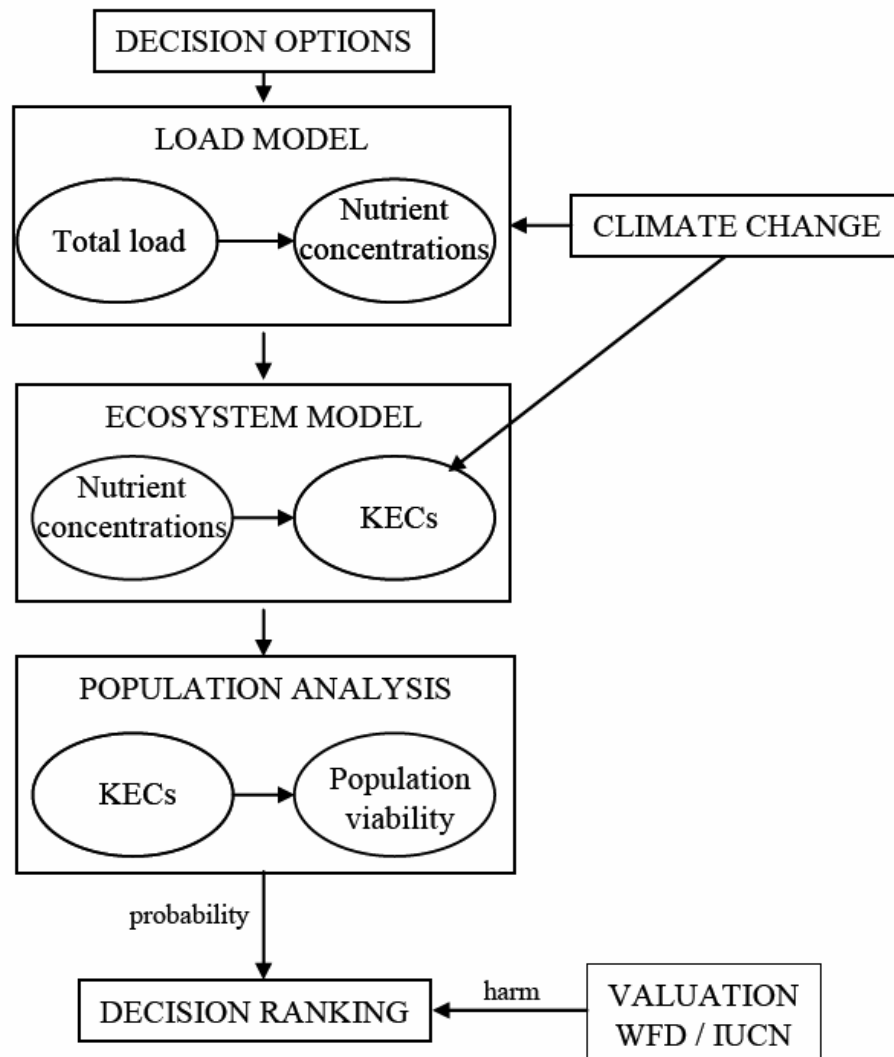 DECISION OPTIONS
LOAD MODEL
Total load
Nutrient
concentrations
CLIMATE CHANGE
ECOSYSTEM MODEL
Nutrient
concentrations
KECs
POPULATION ANALYSIS
KECs
Population
viability
probability
DECISION RANKING
harm
VALUATION
WFD / IUCN